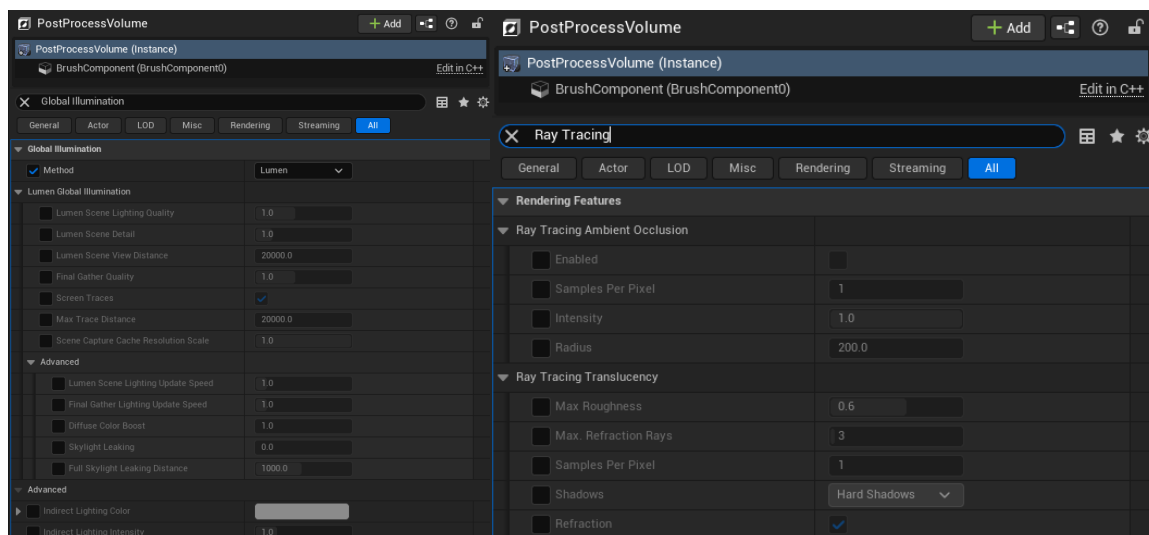 PostProcessVolume
Add
PostProcessVolume (Instance)
BrushComponent (BrushComponent0)
Edit in C++
Global Illumination
General Actor LOD Misc Rendering Streaming All
Global Illumination
Method Lumen
Lumen Global Illumination
Lumen Scene Lighting Quality 1.0
Lumen Scene Detail 1.0
Lumen Scene View Distance 20000.0
Final Gather Quality 1.0
Screen Traces
Max Trace Distance 20000.0
Scene Capture Cache Resolution Scale 1.0
Advanced
Lumen Scene Lighting Update Speed 1.0
Final Gather Lighting Update Speed 1.0
Diffuse Color Boost 1.0
Skylight Leaking 0.0
Full Skylight Leaking Distance 1000.0
Advanced
Indirect Lighting Color
Indirect Lighting Intensity 1.0
PostProcessVolume
Add
PostProcessVolume (Instance)
BrushComponent (BrushComponent0)
Edit in C++
Ray Tracing
General Actor LOD Misc Rendering Streaming All
Rendering Features
Ray Tracing Ambient Occlusion
Enabled
Samples Per Pixel 1
Intensity 1.0
Radius 200.0
Ray Tracing Translucency
Max Roughness 0.6
Max. Refraction Rays 3
Samples Per Pixel 1
Shadows Hard Shadows
Refraction